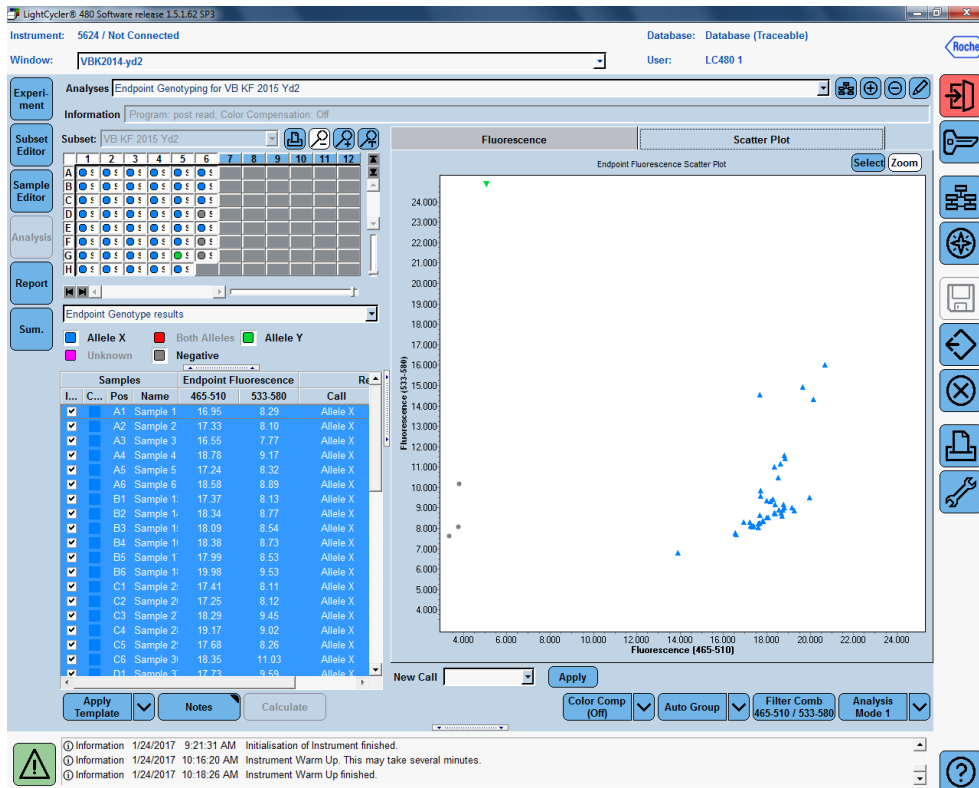 LightCycler® 480 Software release 1.5.1.62 SP3
Instrument: 5624 / Not Connected
Database: Database (Traceable)
Window: VBK2014-yd2
User: LC480 1
Roche
Experi-
ment
Subset
Editor
Sample
Editor
Analysis
Report
Sum.
Analyses Endpoint Genotyping for VB KF 2015 Yd2
Information Program: post read, Color Compensation: Off
Subset: VB KF 2015 Yd2
1 2 3 4 5 6 7 8 9 10 11 12
A
B
C
D
E
F
G
H
Endpoint Genotype results
Allele X Both Alleles Allele Y
Unknown Negative
Samples Endpoint Fluorescence Re
I... C... Pos Name 465-510 533-580 Call
A1 Sample 1 16.95 8.29 Allele X
A2 Sample 2 17.33 8.10 Allele X
A3 Sample 3 16.55 7.77 Allele X
A4 Sample 4 18.78 9.17 Allele X
A5 Sample 5 17.24 8.32 Allele X
A6 Sample 6 18.58 8.89 Allele X
B1 Sample 17.37 8.13 Allele X
B2 Sample 18.34 8.77 Allele X
B3 Sample 18.09 8.54 Allele X
B4 Sample 18.38 8.73 Allele X
B5 Sample 17.99 8.53 Allele X
B6 Sample 19.98 9.53 Allele X
C1 Sample 17.41 8.11 Allele X
C2 Sample 17.25 8.12 Allele X
C3 Sample 18.29 9.45 Allele X
C4 Sample 19.17 9.02 Allele X
C5 Sample 17.68 8.26 Allele X
C6 Sample 18.35 11.03 Allele X
D1 Sample 17.73 9.59 Allele X
Apply
Template
Notes
Calculate
Fluorescence
Scatter Plot
Endpoint Fluorescence Scatter Plot
Select Zoom
Fluorescence (533-580)
24.000
23.000
22.000
21.000
20.000
19.000
18.000
17.000
16.000
15.000
14.000
13.000
12.000
11.000
10.000
9.000
8.000
7.000
6.000
5.000
4.000
4.000 6.000 8.000 10.000 12.000 14.000 16.000 18.000 20.000 22.000 24.000
Fluorescence (465-510)
New Call
Apply
Color Comp
(Off)
Auto Group
Filter Comb
465-510 / 533-580
Analysis
Mode 1
Information 1/24/2017 9:21:31 AM Initialisation of Instrument finished.
Information 1/24/2017 10:16:20 AM Instrument Warm Up. This may take several minutes.
Information 1/24/2017 10:18:26 AM Instrument Warm Up finished.